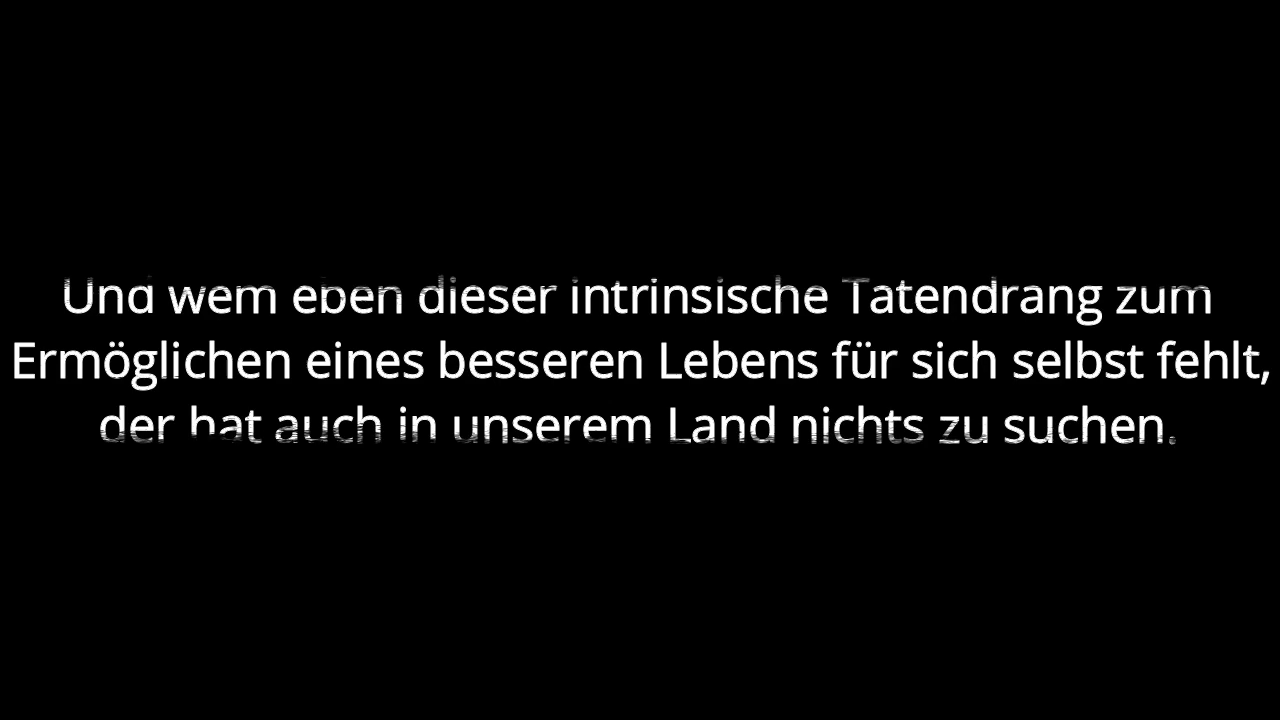 Und wem eben dieser intrinsische Tatendrang zum
Ermöglichen eines besseren Lebens für sich selbst fehlt,
der hat auch in unserem Land nichts zu suchen.